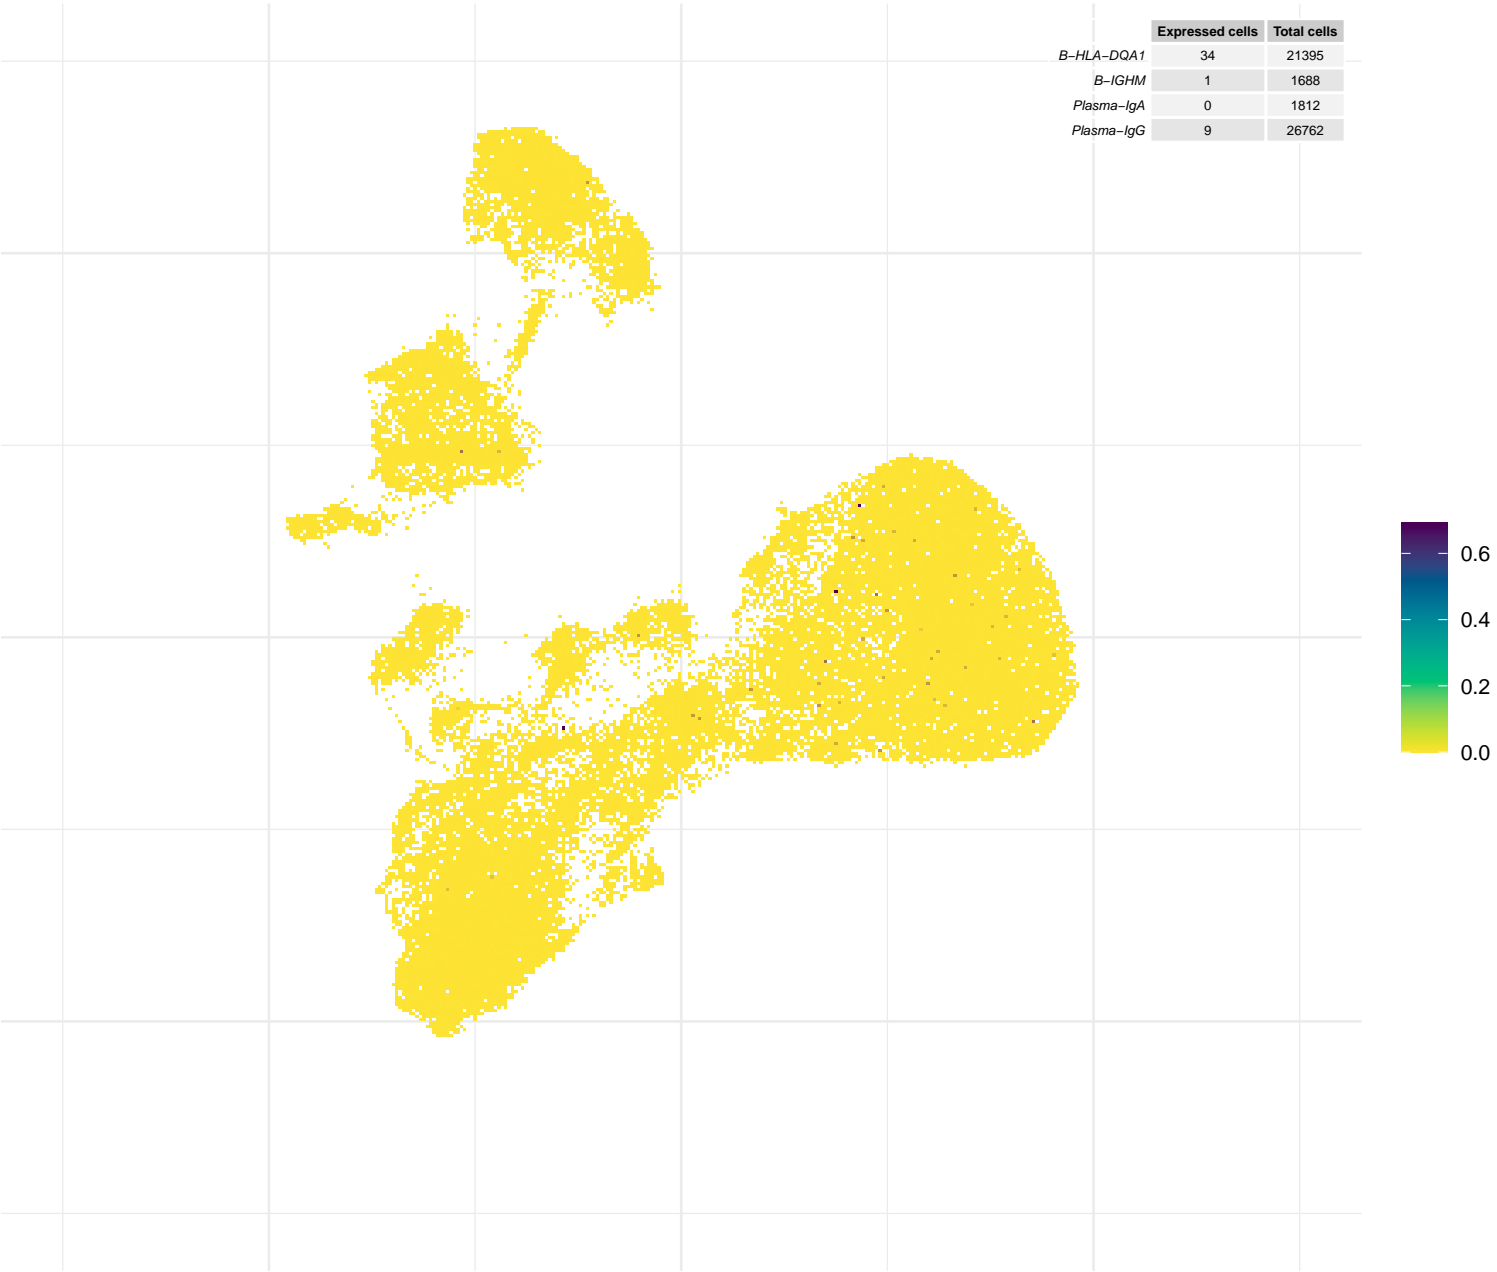 Expressed cells Total cells
B−HLA−DQA1 34 21395
B−IGHM 1 1688
Plasma−IgA 0 1812
Plasma−IgG 9 26762
0.6
0.4
0.2
0.0